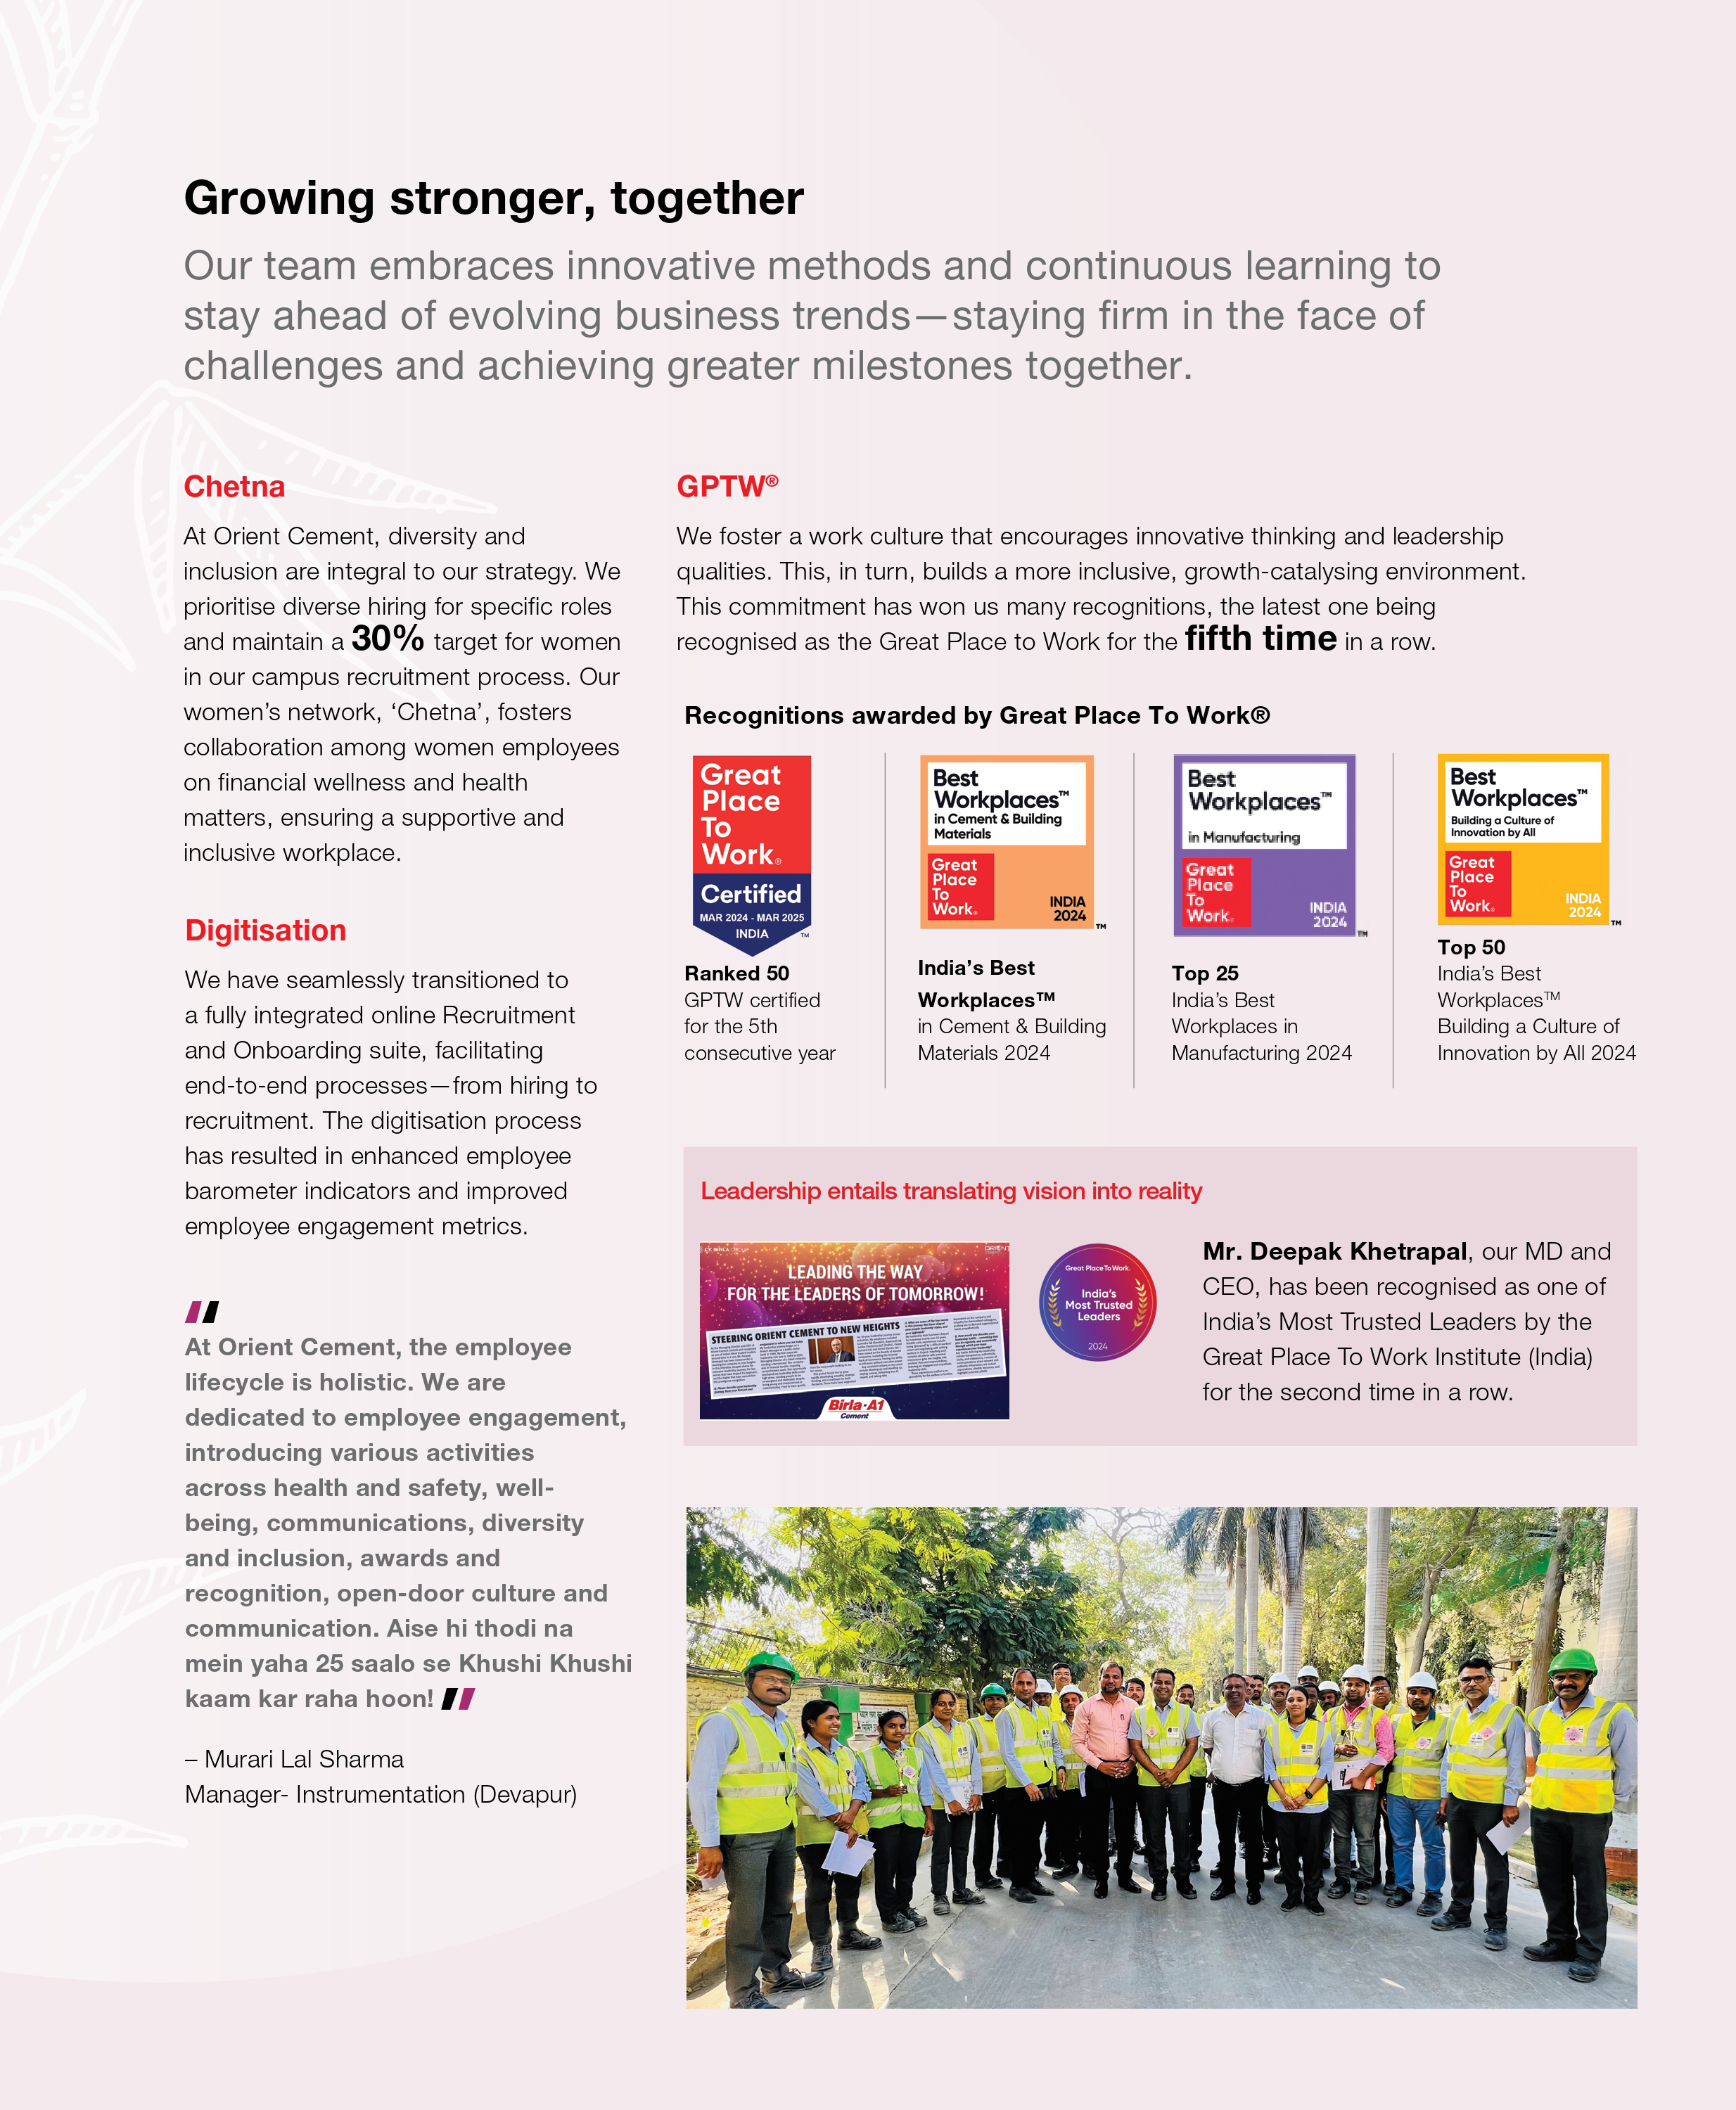 Growing stronger, together
Our team embraces innovative methods and continuous learning to
stay ahead of evolving business trends—staying firm in the face of
challenges and achieving greater milestones together.
Chetna
At Orient Cement, diversity and
inclusion are integral to our strategy. We
prioritise diverse hiring for specific roles
and maintain a 30% target for women
in our campus recruitment process. Our
women's network, 'Chetna', fosters
collaboration among women employees
on financial wellness and health
matters, ensuring a supportive and
inclusive workplace.
Digitisation
We have seamlessly transitioned to
a fully integrated online Recruitment
and Onboarding suite, facilitating
end-to-end processes—from hiring to
recruitment. The digitisation process
has resulted in enhanced employee
barometer indicators and improved
employee engagement metrics.
At Orient Cement, the employee
lifecycle is holistic. We are
dedicated to employee engagement,
introducing various activities
across health and safety, well-
being, communications, diversity
and inclusion, awards and
recognition, open-door culture and
communication. Aise hi thodi na
mein yaha 25 saalo se Khushi Khushi
kaam kar raha hoon!
– Murari Lal Sharma
Manager- Instrumentation (Devapur)
GPTW®
We foster a work culture that encourages innovative thinking and leadership
qualities. This, in turn, builds a more inclusive, growth-catalysing environment.
This commitment has won us many recognitions, the latest one being
recognised as the Great Place to Work for the fifth time in a row.
Recognitions awarded by Great Place To Work®
Great
Place
To
Work®
Certified
MAR 2024 - MAR 2025
INDIA
TM
Ranked 50
GPTW certified
for the 5th
consecutive year
Best
Workplaces™
in Cement & Building
Materials
Great
Place
To
Work®
INDIA
2024
TM
India's Best
Workplaces™
in Cement & Building
Materials 2024
Best
Workplaces™
in Manufacturing
Great
Place
To
Work®
INDIA
2024
TM
Top 25
India's Best
Workplaces in
Manufacturing 2024
Best
Workplaces™
Building a Culture of
Innovation by All
Great
Place
To
Work®
INDIA
2024
TM
Top 50
India's Best
Workplaces™
Building a Culture of
Innovation by All 2024
Leadership entails translating vision into reality
LEADING THE WAY
FOR THE LEADERS OF TOMORROW!
STEERING ORIENT CEMENT TO NEW HEIGHTS
Birla·A1
Cement
Great Place To Work.
India's
Most Trusted
Leaders
2024
Mr. Deepak Khetrapal, our MD and
CEO, has been recognised as one of
India's Most Trusted Leaders by the
Great Place To Work Institute (India)
for the second time in a row.